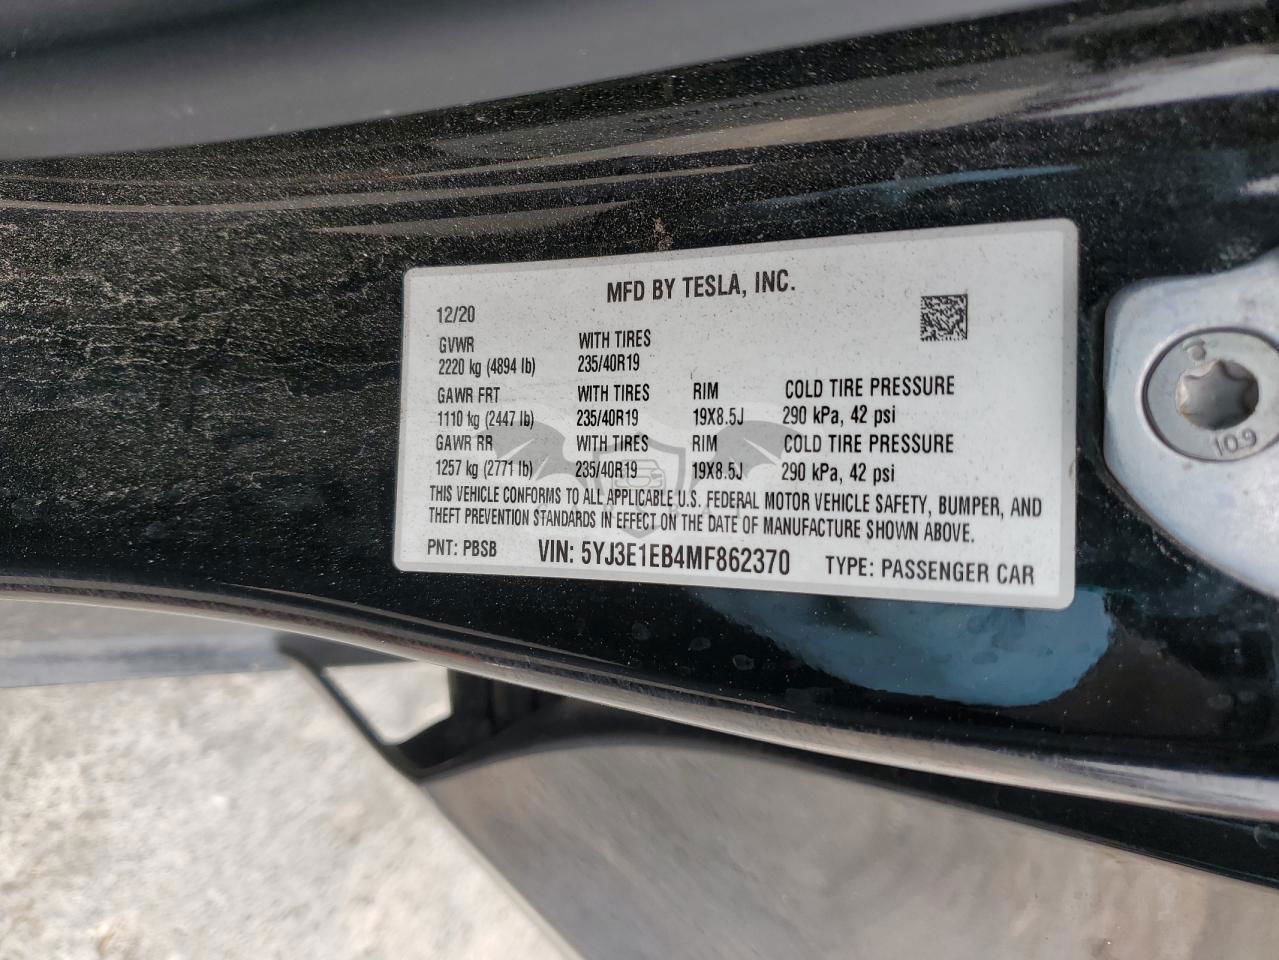 MFD BY TESLA, INC.
12/20
GVWR WITH TIRES
2220 kg (4894 lb) 235/40R19
GAWR FRT WITH TIRES RIM COLD TIRE PRESSURE
1110 kg (2447 lb) 235/40R19 19X8.5J 290 kPa, 42 psi
GAWR RR WITH TIRES RIM COLD TIRE PRESSURE
1257 kg (2771 lb) 235/40R19 19X8.5J 290 kPa, 42 psi
THIS VEHICLE CONFORMS TO ALL APPLICABLE U.S. FEDERAL MOTOR VEHICLE SAFETY, BUMPER, AND
THEFT PREVENTION STANDARDS IN EFFECT ON THE DATE OF MANUFACTURE SHOWN ABOVE.
PNT: PBSB VIN: 5YJ3E1EB4MF862370 TYPE: PASSENGER CAR
10.9